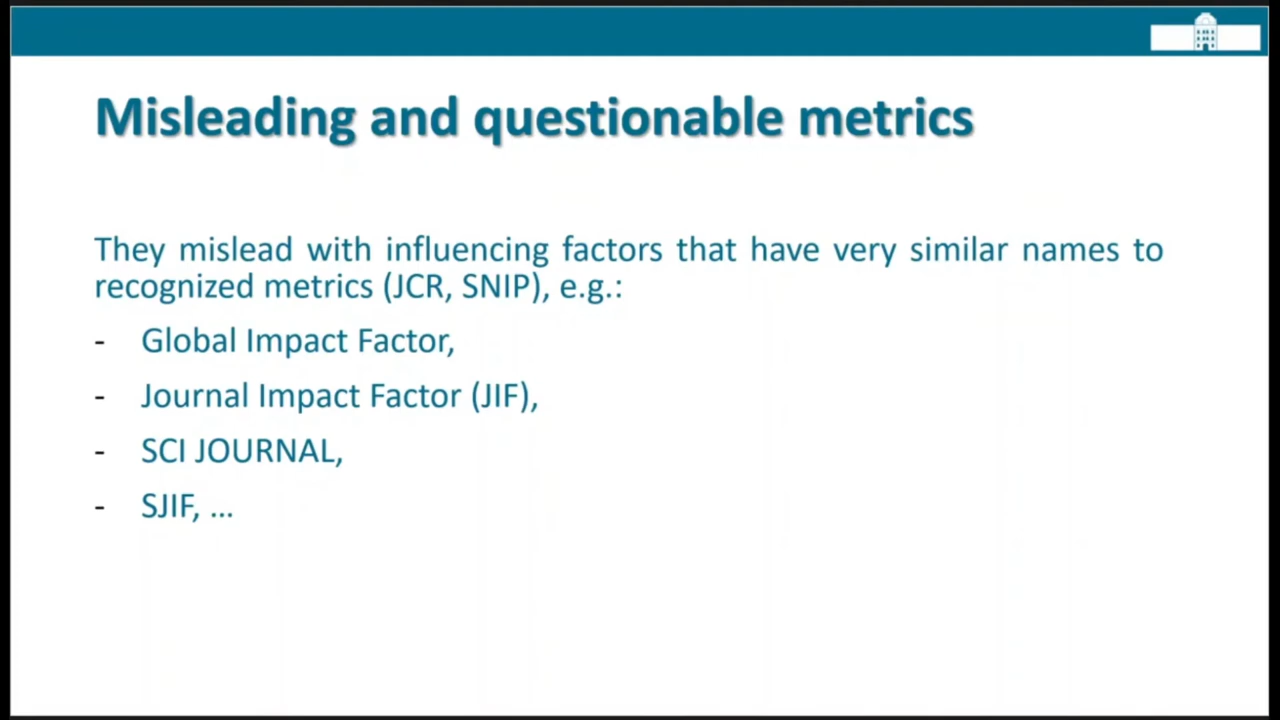 Misleading and questionable metrics
They mislead with influencing factors that have very similar names to
recognized metrics (JCR, SNIP), e.g.:
- Global Impact Factor,
- Journal Impact Factor (JIF),
- SCI JOURNAL,
- SJIF, ...